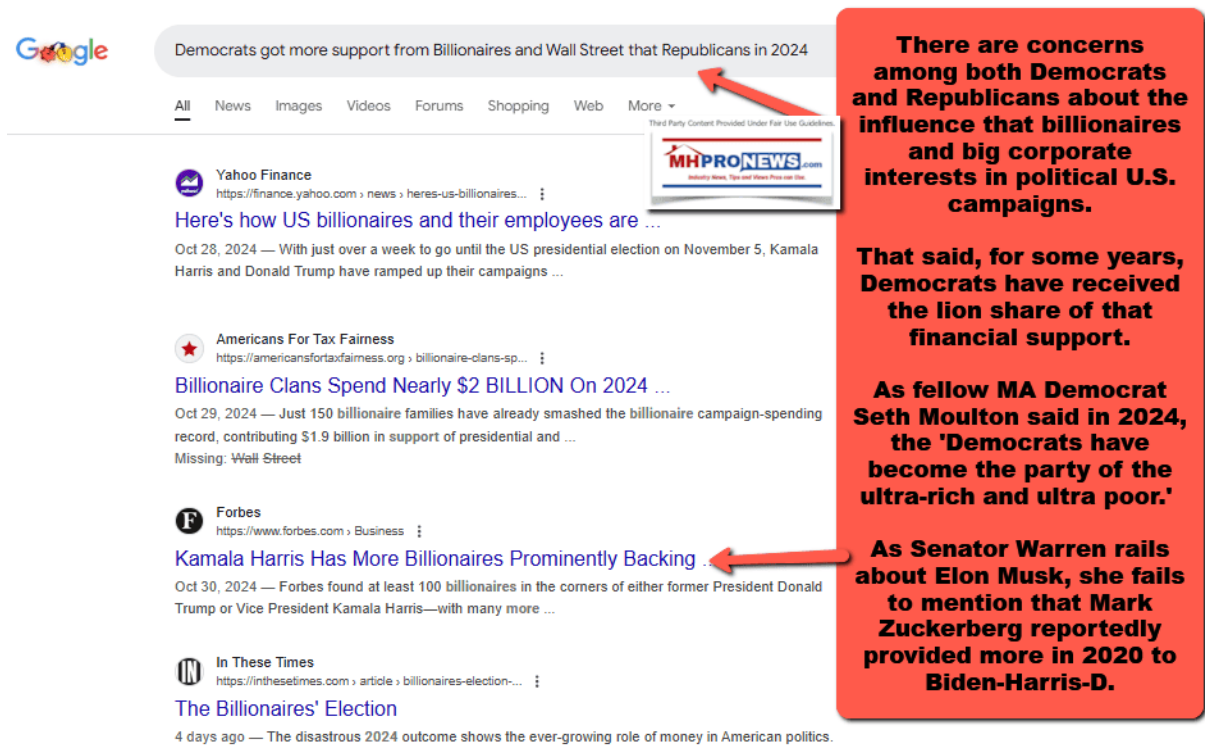 Google
Democrats got more support from Billionaires and Wall Street that Republicans in 2024
All News Images Videos Forums Shopping Web More
Third Party Content Provided Under Fair Use Guidelines.
MHPRONEWS.com
Industry News, Tips and Views Pros can Use.
Yahoo Finance
https://finance.yahoo.com › news › heres-us-billionaires...
Here's how US billionaires and their employees are ...
Oct 28, 2024 — With just over a week to go until the US presidential election on November 5, Kamala
Harris and Donald Trump have ramped up their campaigns ...
Americans For Tax Fairness
https://americansfortaxfairness.org › billionaire-clans-sp...
Billionaire Clans Spend Nearly $2 BILLION On 2024 ...
Oct 29, 2024 — Just 150 billionaire families have already smashed the billionaire campaign-spending
record, contributing $1.9 billion in support of presidential and ...
Missing: Wall Street
Forbes
https://www.forbes.com › Business
Kamala Harris Has More Billionaires Prominently Backing ...
Oct 30, 2024 — Forbes found at least 100 billionaires in the corners of either former President Donald
Trump or Vice President Kamala Harris—with many more ...
In These Times
https://inthesetimes.com › article › billionaires-election-...
The Billionaires' Election
4 days ago — The disastrous 2024 outcome shows the ever-growing role of money in American politics.
There are concerns
among both Democrats
and Republicans about the
influence that billionaires
and big corporate
interests in political U.S.
campaigns.
That said, for some years,
Democrats have received
the lion share of that
financial support.
As fellow MA Democrat
Seth Moulton said in 2024,
the 'Democrats have
become the party of the
ultra-rich and ultra poor.'
As Senator Warren rails
about Elon Musk, she fails
to mention that Mark
Zuckerberg reportedly
provided more in 2020 to
Biden-Harris-D.